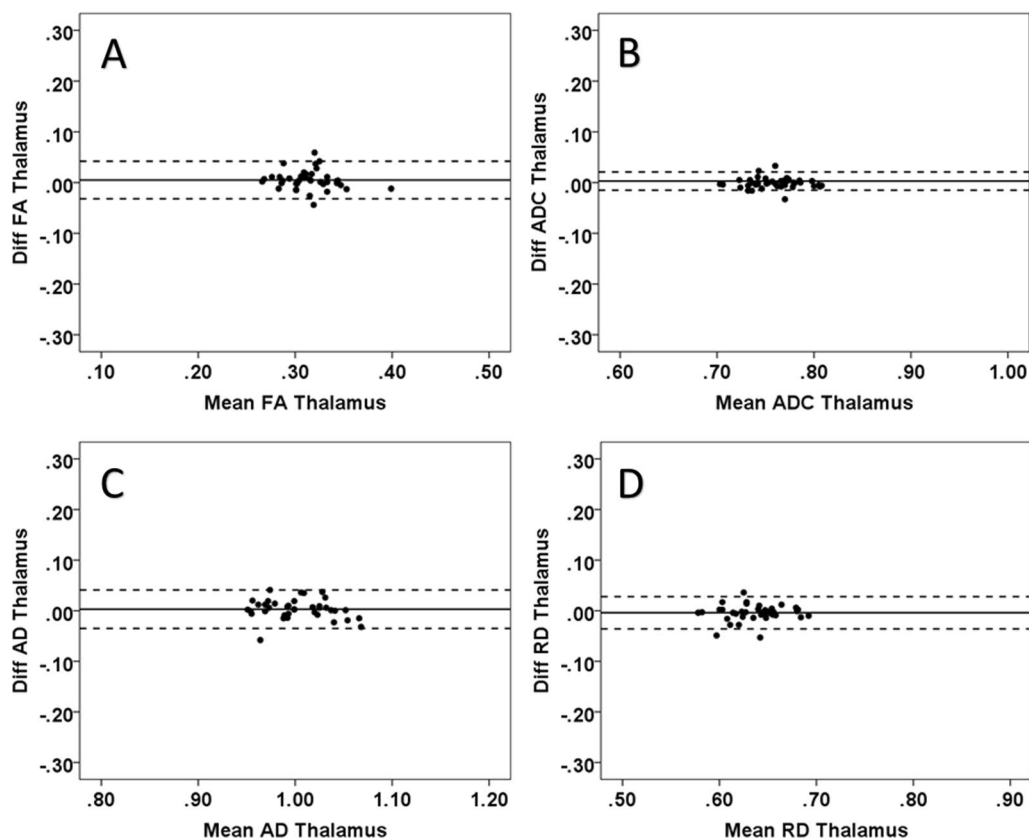 A
Diff FA Thalamus
.30
.20
.10
.00
-.10
-.20
-.30
.10 .20 .30 .40 .50
Mean FA Thalamus
B
Diff ADC Thalamus
.30
.20
.10
.00
-.10
-.20
-.30
.60 .70 .80 .90 1.00
Mean ADC Thalamus
C
Diff AD Thalamus
.30
.20
.10
.00
-.10
-.20
-.30
.80 .90 1.00 1.10 1.20
Mean AD Thalamus
D
Diff RD Thalamus
.30
.20
.10
.00
-.10
-.20
-.30
.50 .60 .70 .80 .90
Mean RD Thalamus